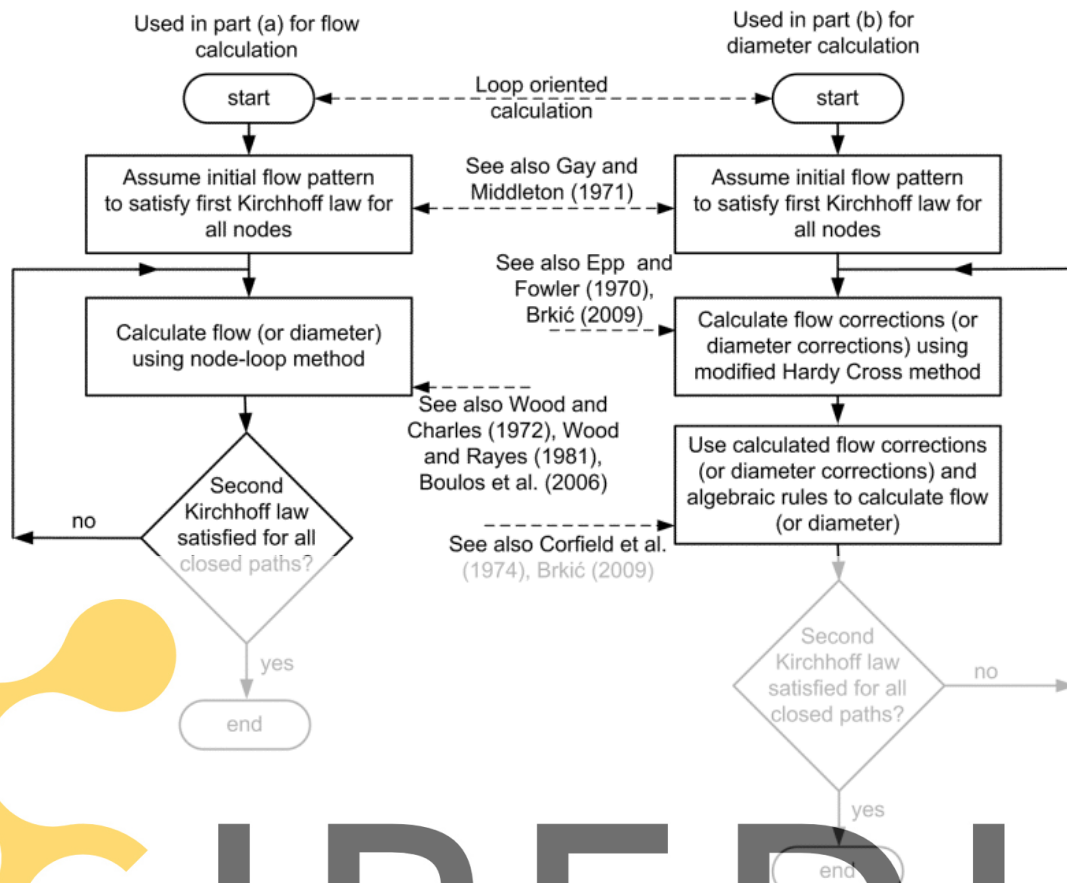 Used in part (a) for flow
calculation
start
Assume initial flow pattern
to satisfy first Kirchhoff law for
all nodes
Calculate flow (or diameter)
using node-loop method
Second
Kirchhoff law
satisfied for all
closed paths?
no
yes
end
Loop oriented
calculation
See also Gay and
Middleton (1971)
See also Epp and
Fowler (1970),
Brkić (2009)
See also Wood and
Charles (1972), Wood
and Rayes (1981),
Boulos et al. (2006)
See also Corfield et al.
(1974), Brkić (2009)
Used in part (b) for
diameter calculation
start
Assume initial flow pattern
to satisfy first Kirchhoff law for
all nodes
Calculate flow corrections (or
diameter corrections) using
modified Hardy Cross method
Use calculated flow corrections
(or diameter corrections) and
algebraic rules to calculate flow
(or diameter)
Second
Kirchhoff law
satisfied for all
closed paths?
no
yes
end